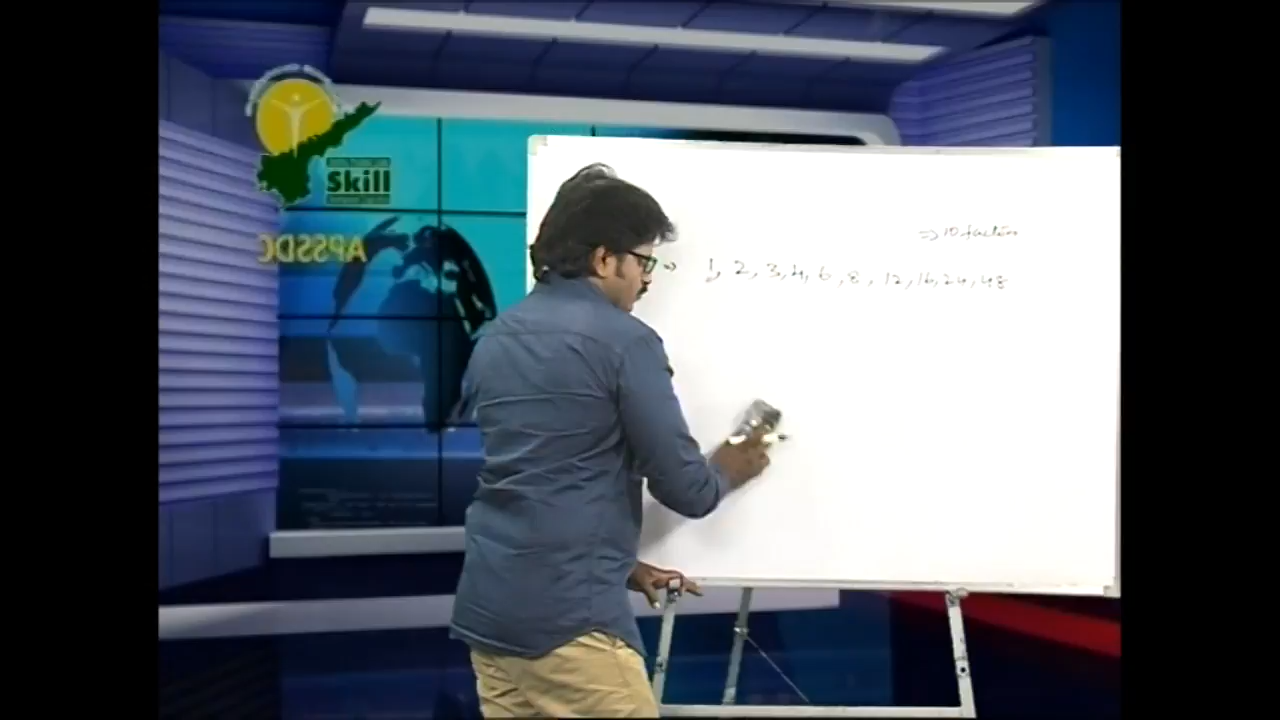 Skill
APSSDC
⇒ 10 factors
→ 1, 2, 3, 4, 6, 8, 12, 16, 24, 48